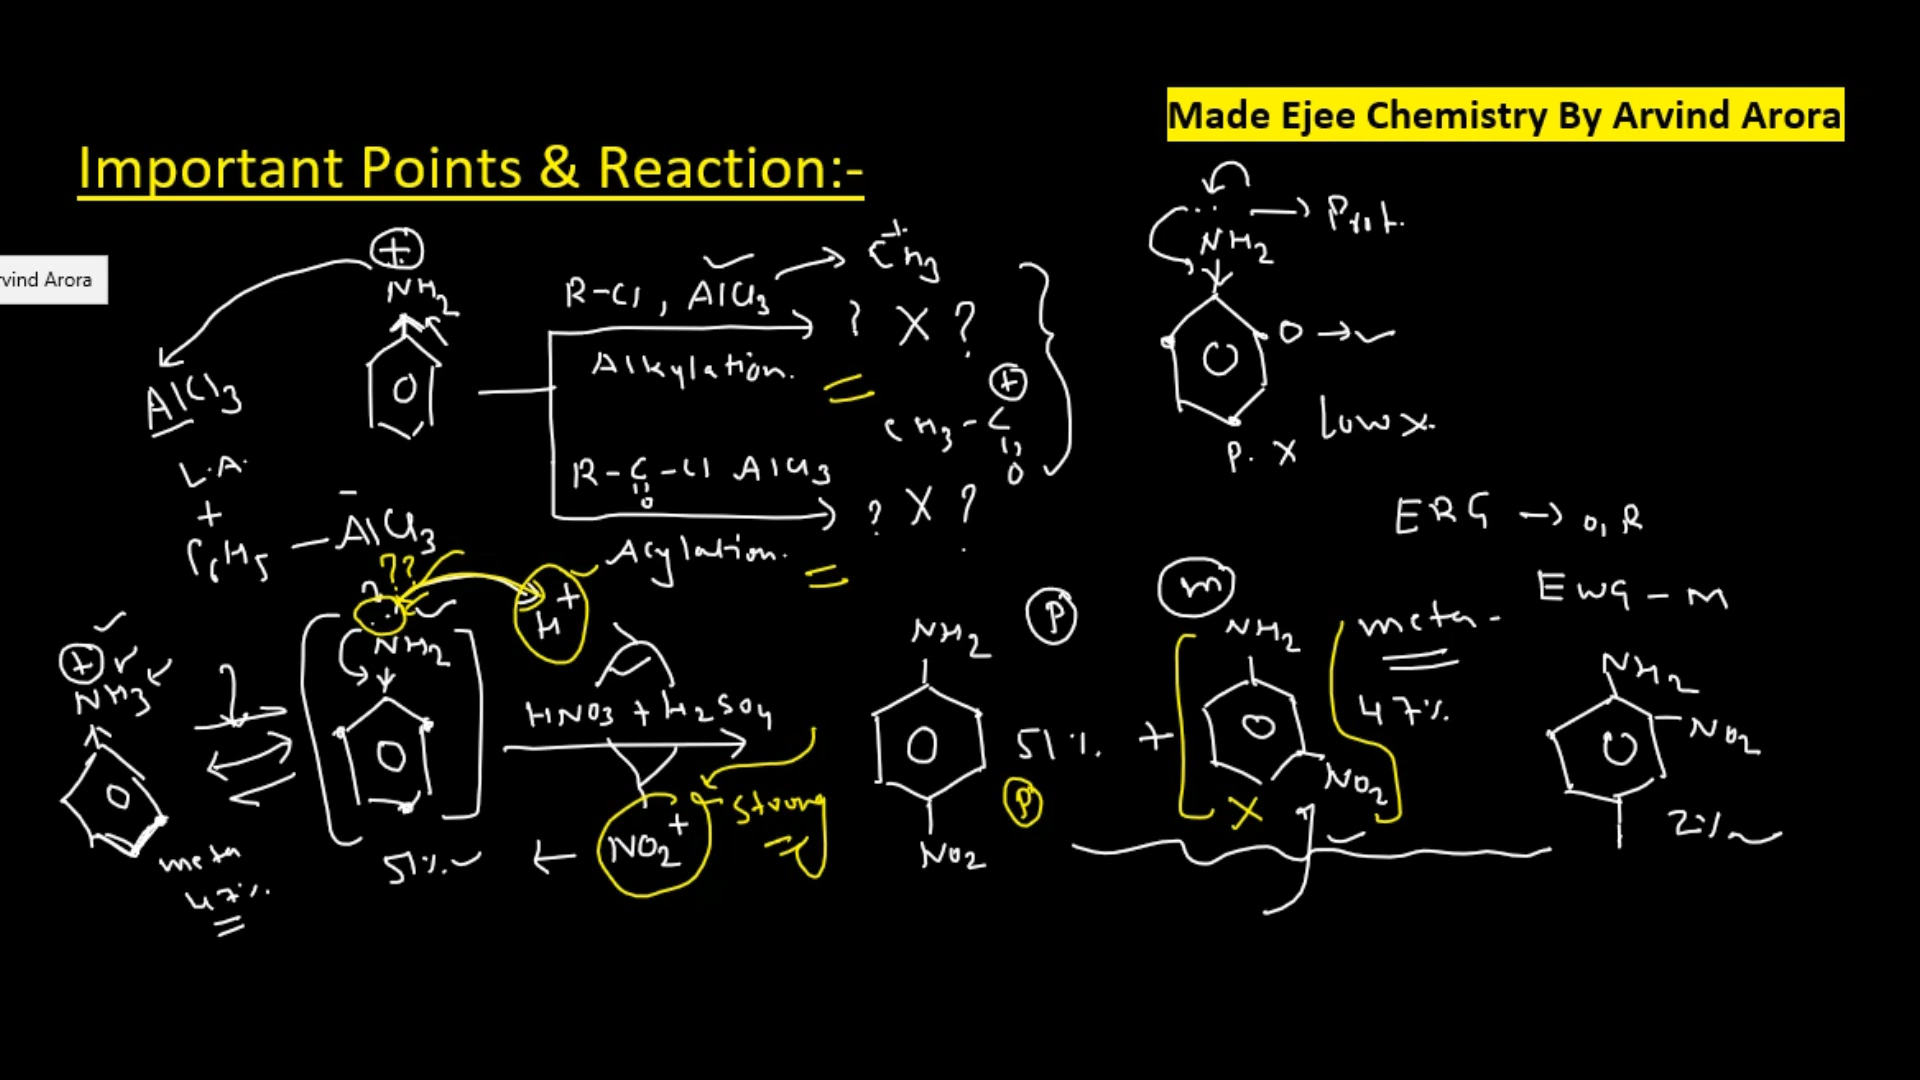 Made Ejee Chemistry By Arvind Arora
Important Points & Reaction:-
rvind Arora
+
NH2
AlCl3
L.A.
+
C6H5 — AlCl3
-
R-Cl, AlCl3
CH3
+
? X ?
Alkylation.
R-C-Cl AlCl3
O
? X ?
Acylation.
CH3-C
+
O
NH2 → Prot.
O →
P. X
Low X.
ERG → O, P
EWG - M
+
NH3
meta
47%.
??
NH2
51%
H+
HNO3 + H2SO4
NO2+
Strong
NH2
P
51%.
P
NO2
+
m
NH2
NO2
X
meta -
47%.
NH2
NO2
2%